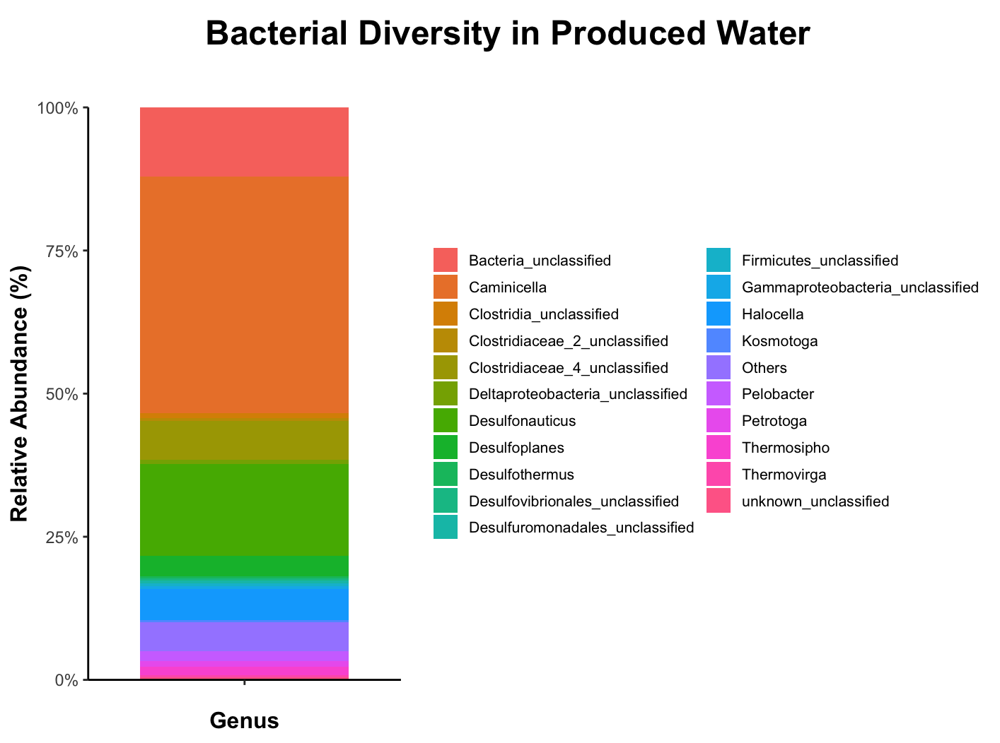 Bacterial Diversity in Produced Water
100%
75%
50%
25%
0%
Relative Abundance (%)
Genus
Bacteria_unclassified
Caminicella
Clostridia_unclassified
Clostridiaceae_2_unclassified
Clostridiaceae_4_unclassified
Deltaproteobacteria_unclassified
Desulfonauticus
Desulfoplanes
Desulfothermus
Desulfovibrionales_unclassified
Desulfuromonadales_unclassified
Firmicutes_unclassified
Gammaproteobacteria_unclassified
Halocella
Kosmotoga
Others
Pelobacter
Petrotoga
Thermosipho
Thermovirga
unknown_unclassified